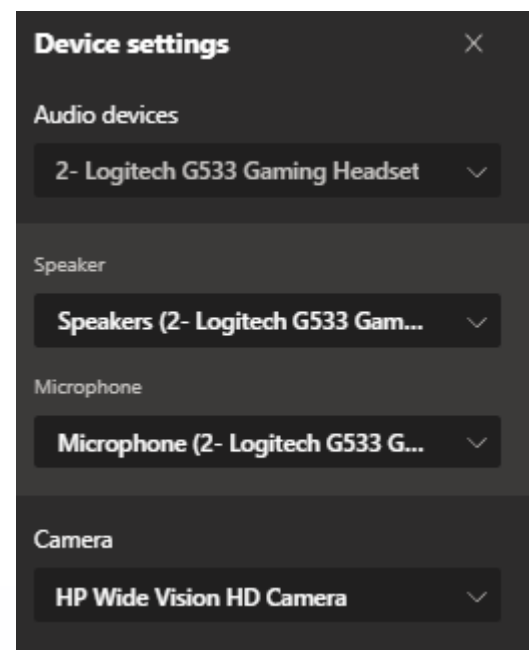 Device settings
Audio devices
2- Logitech G533 Gaming Headset
Speaker
Speakers (2- Logitech G533 Gam...
Microphone
Microphone (2- Logitech G533 G...
Camera
HP Wide Vision HD Camera